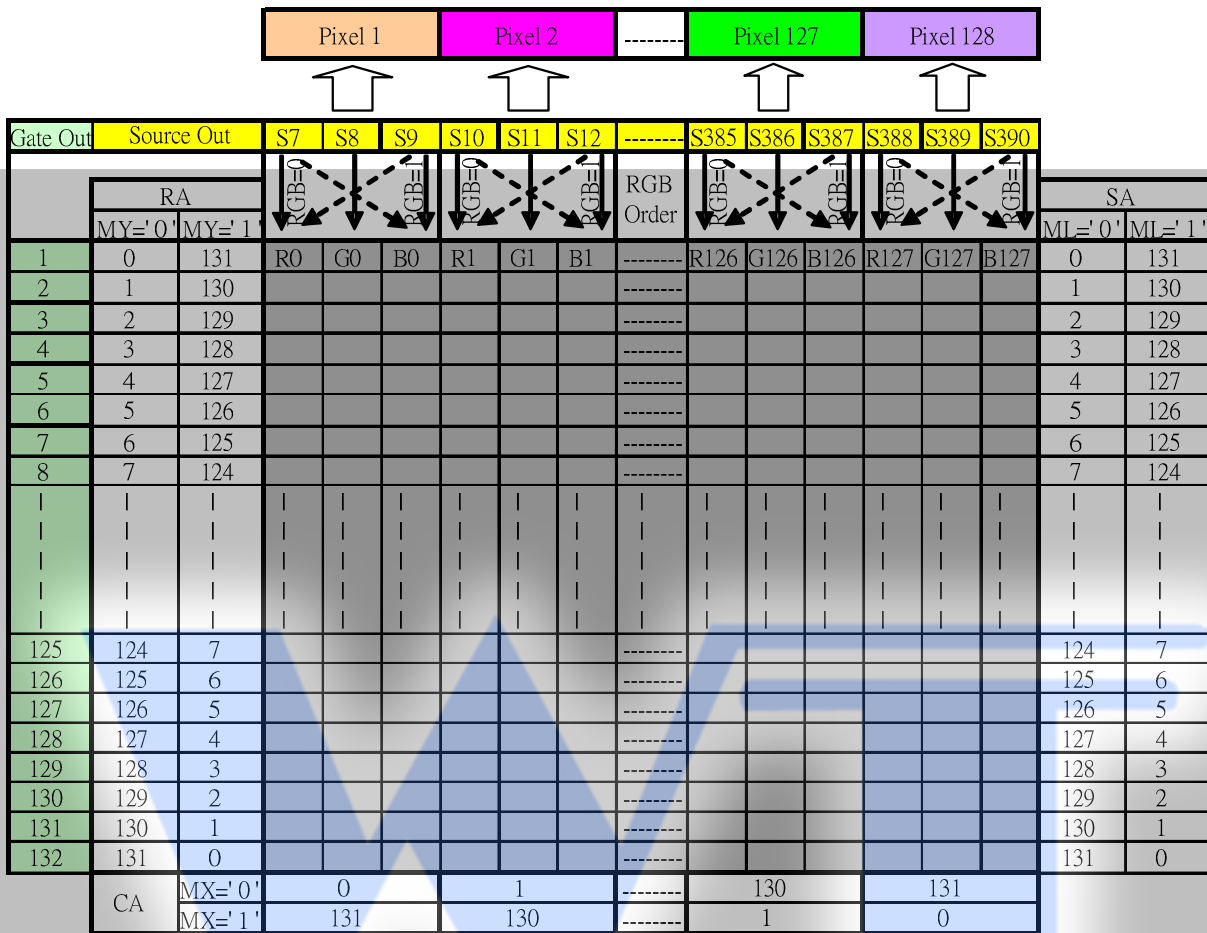 Pixel 1 Pixel 2 -------- Pixel 127 Pixel 128
Gate Out Source Out S7 S8 S9 S10 S11 S12 -------- S385 S386 S387 S388 S389 S390
RGB=0 RGB=1 RGB=0 RGB=1 RGB Order RGB=0 RGB=1 RGB=0 RGB=1
RA SA
MY='0' MY='1' ML='0' ML='1'
1 0 131 R0 G0 B0 R1 G1 B1 -------- R126 G126 B126 R127 G127 B127 0 131
2 1 130 -------- 1 130
3 2 129 -------- 2 129
4 3 128 -------- 3 128
5 4 127 -------- 4 127
6 5 126 -------- 5 126
7 6 125 -------- 6 125
8 7 124 -------- 7 124
125 124 7 -------- 124 7
126 125 6 -------- 125 6
127 126 5 -------- 126 5
128 127 4 -------- 127 4
129 128 3 -------- 128 3
130 129 2 -------- 129 2
131 130 1 -------- 130 1
132 131 0 -------- 131 0
CA MX='0' 0 1 -------- 130 131
MX='1' 131 130 -------- 1 0